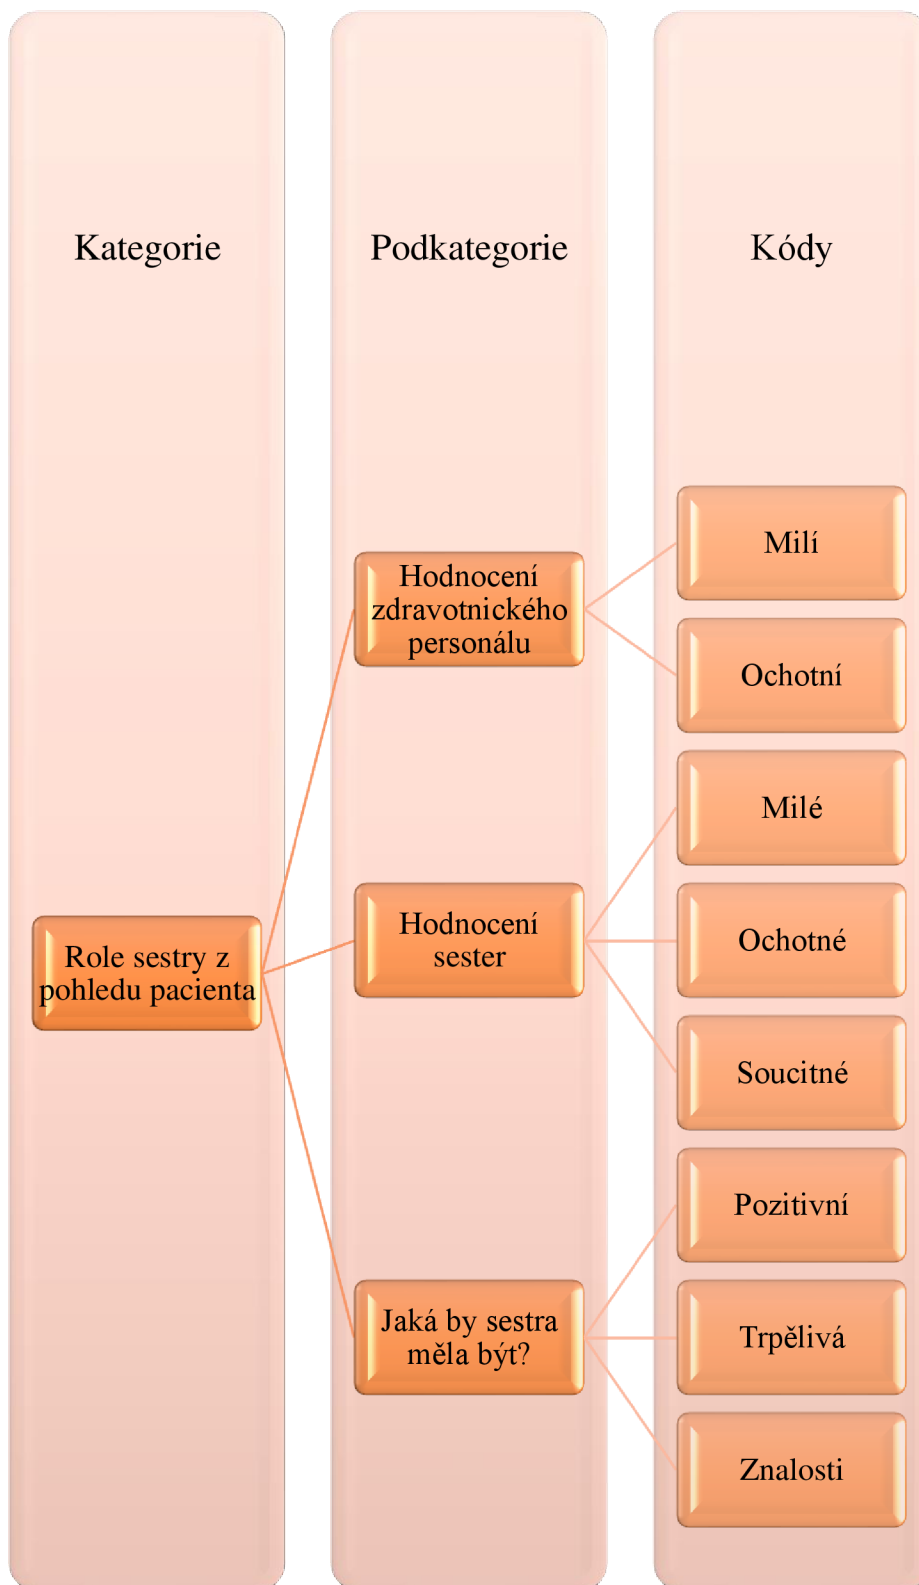 Kategorie
Podkategorie
Kódy
Role sestry z
pohledu pacienta
Hodnocení
zdravotnického
personálu
Milí
Ochotní
Hodnocení
sester
Milé
Ochotné
Soucitné
Jaká by sestra
měla být?
Pozitivní
Trpělivá
Znalosti